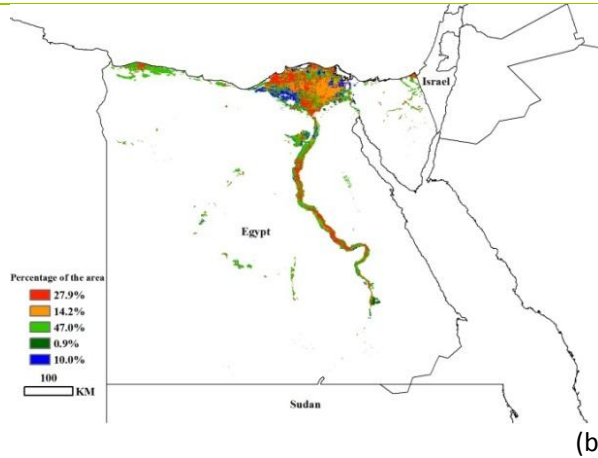 Israel
Egypt
Percentage of the area
27.9%
14.2%
47.0%
0.9%
10.0%
100
KM
Sudan
(b